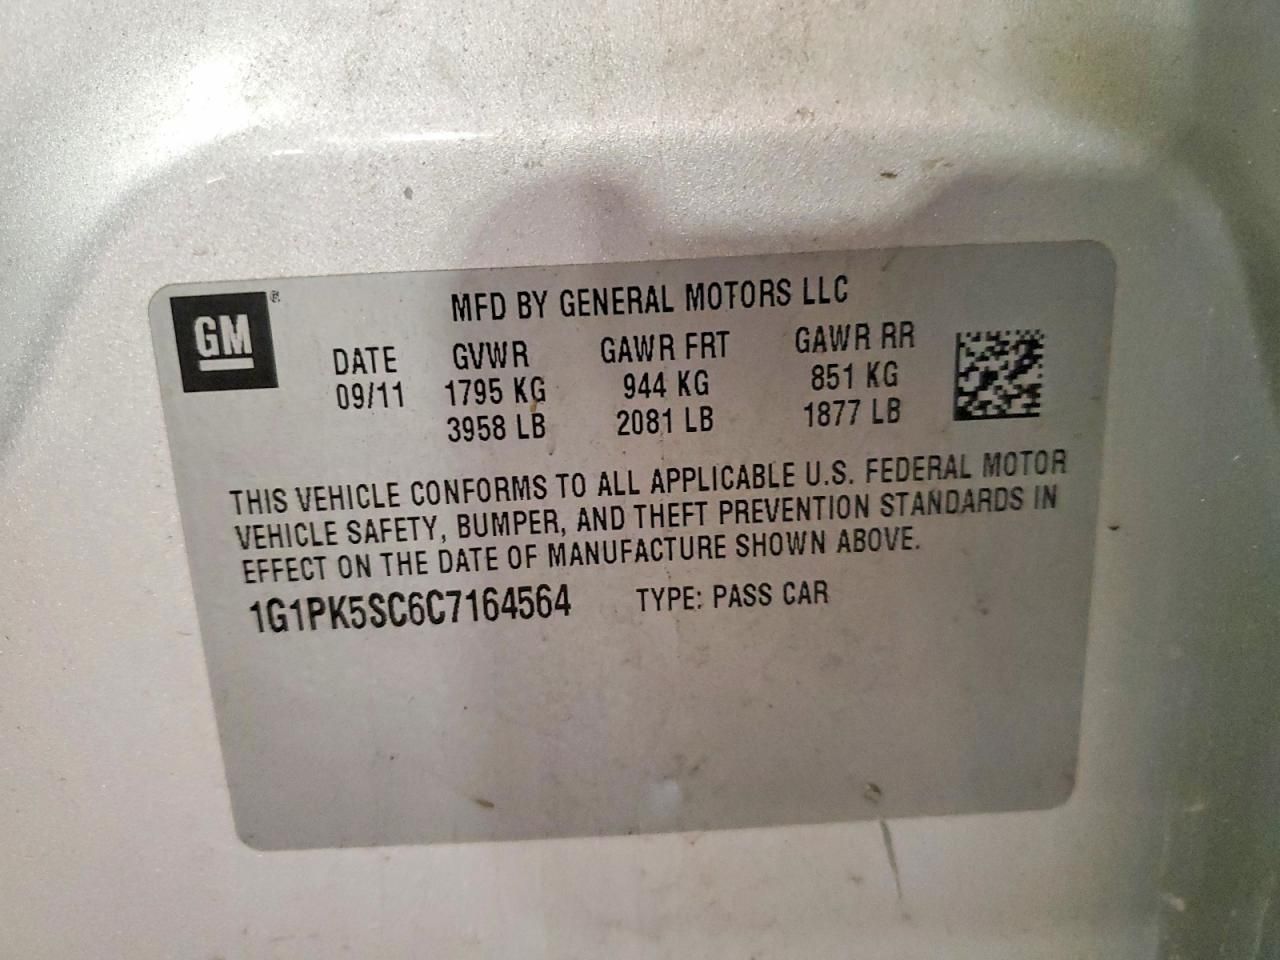 GM ®
MFD BY GENERAL MOTORS LLC
DATE GVWR GAWR FRT GAWR RR
09/11 1795 KG 944 KG 851 KG
3958 LB 2081 LB 1877 LB
THIS VEHICLE CONFORMS TO ALL APPLICABLE U.S. FEDERAL MOTOR
VEHICLE SAFETY, BUMPER, AND THEFT PREVENTION STANDARDS IN
EFFECT ON THE DATE OF MANUFACTURE SHOWN ABOVE.
1G1PK5SC6C7164564 TYPE: PASS CAR